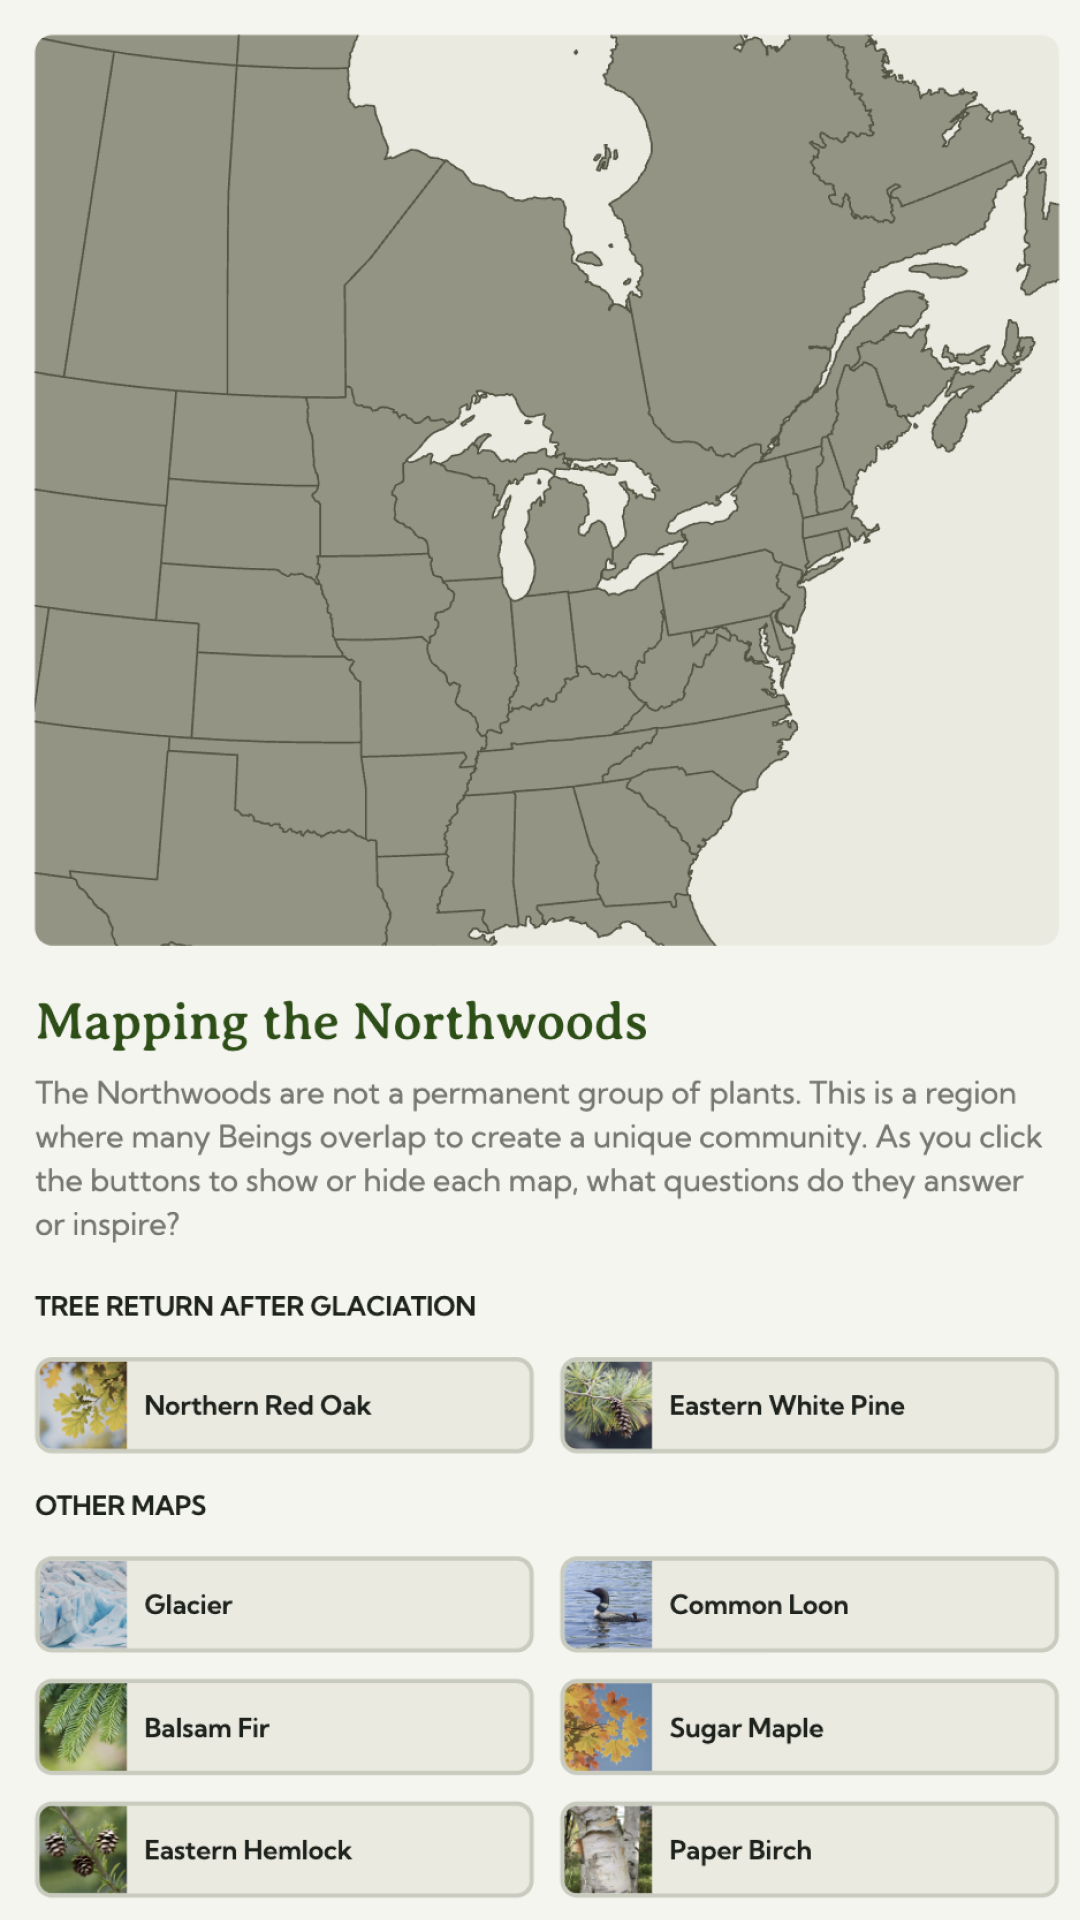 Mapping the Northwoods
The Northwoods are not a permanent group of plants. This is a region
where many Beings overlap to create a unique community. As you click
the buttons to show or hide each map, what questions do they answer
or inspire?
TREE RETURN AFTER GLACIATION
Northern Red Oak
Eastern White Pine
OTHER MAPS
Glacier
Common Loon
Balsam Fir
Sugar Maple
Eastern Hemlock
Paper Birch